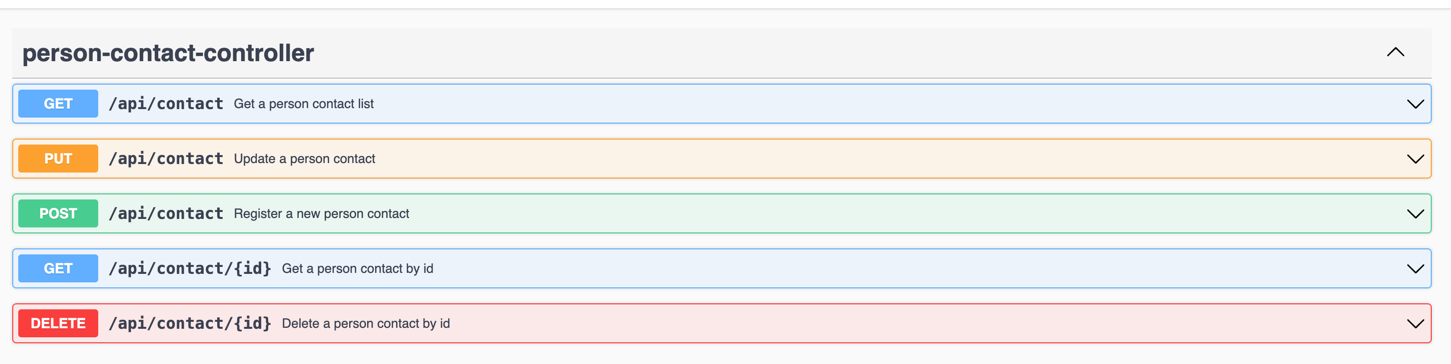 person-contact-controller
GET /api/contact Get a person contact list
PUT /api/contact Update a person contact
POST /api/contact Register a new person contact
GET /api/contact/{id} Get a person contact by id
DELETE /api/contact/{id} Delete a person contact by id